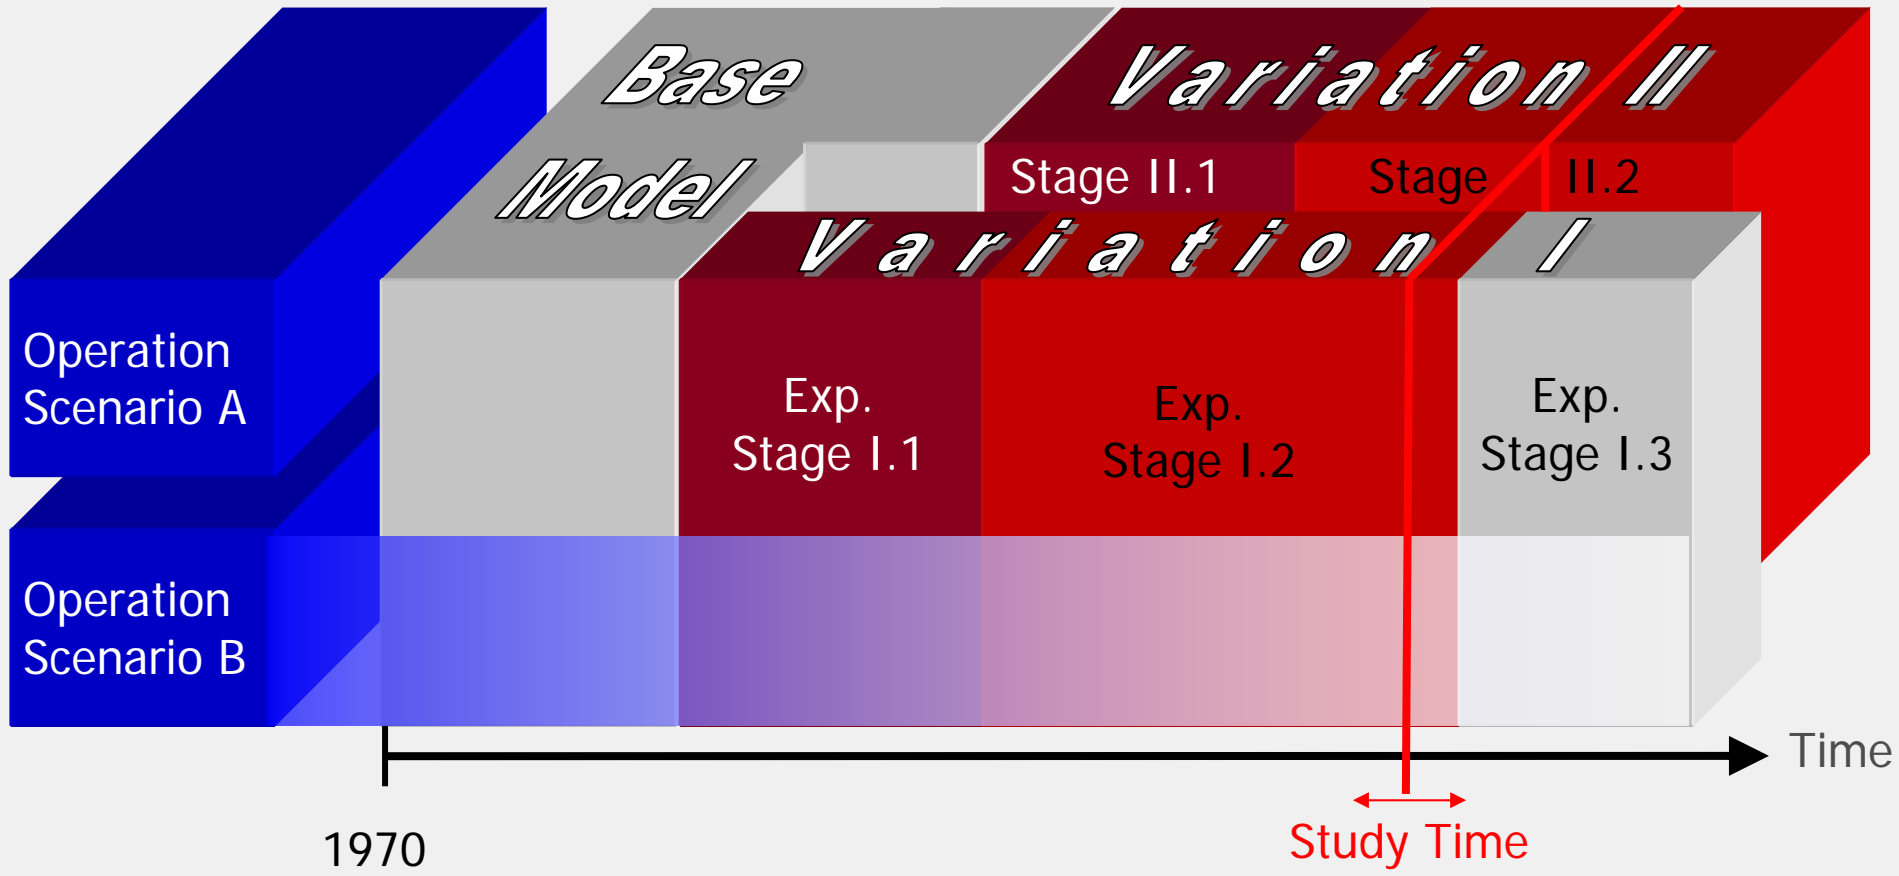 Base
Model
Variation II
Stage II.1
Stage II.2
Variation I
Operation
Scenario A
Exp.
Stage I.1
Exp.
Stage I.2
Exp.
Stage I.3
Operation
Scenario B
Time
1970
Study Time